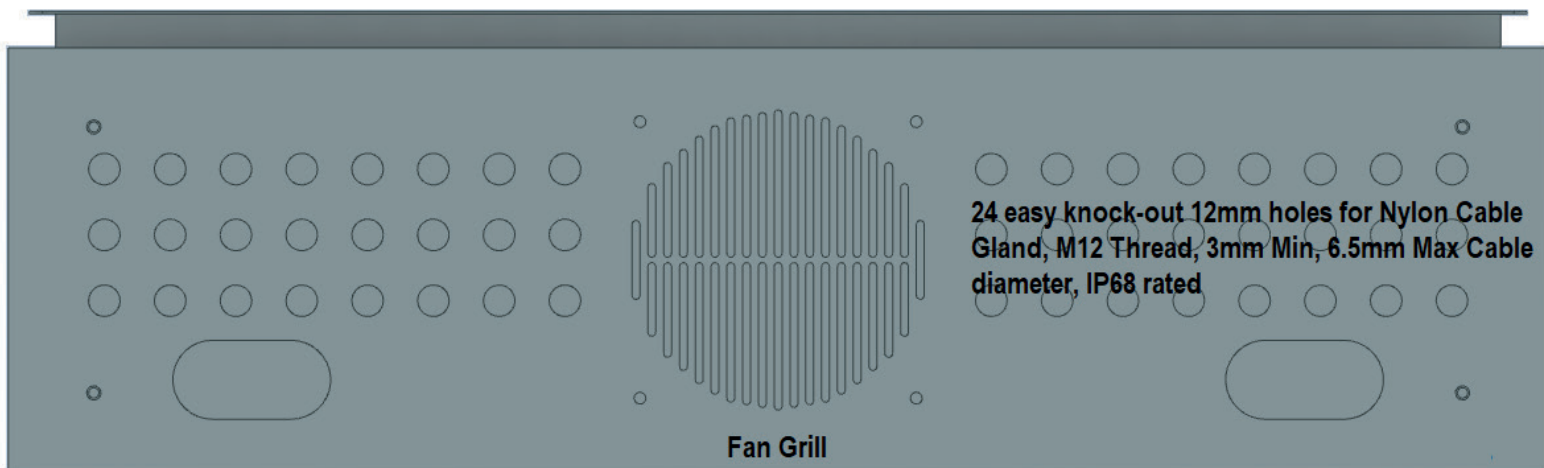 24 easy knock-out 12mm holes for Nylon Cable
Gland, M12 Thread, 3mm Min, 6.5mm Max Cable
diameter, IP68 rated
Fan Grill